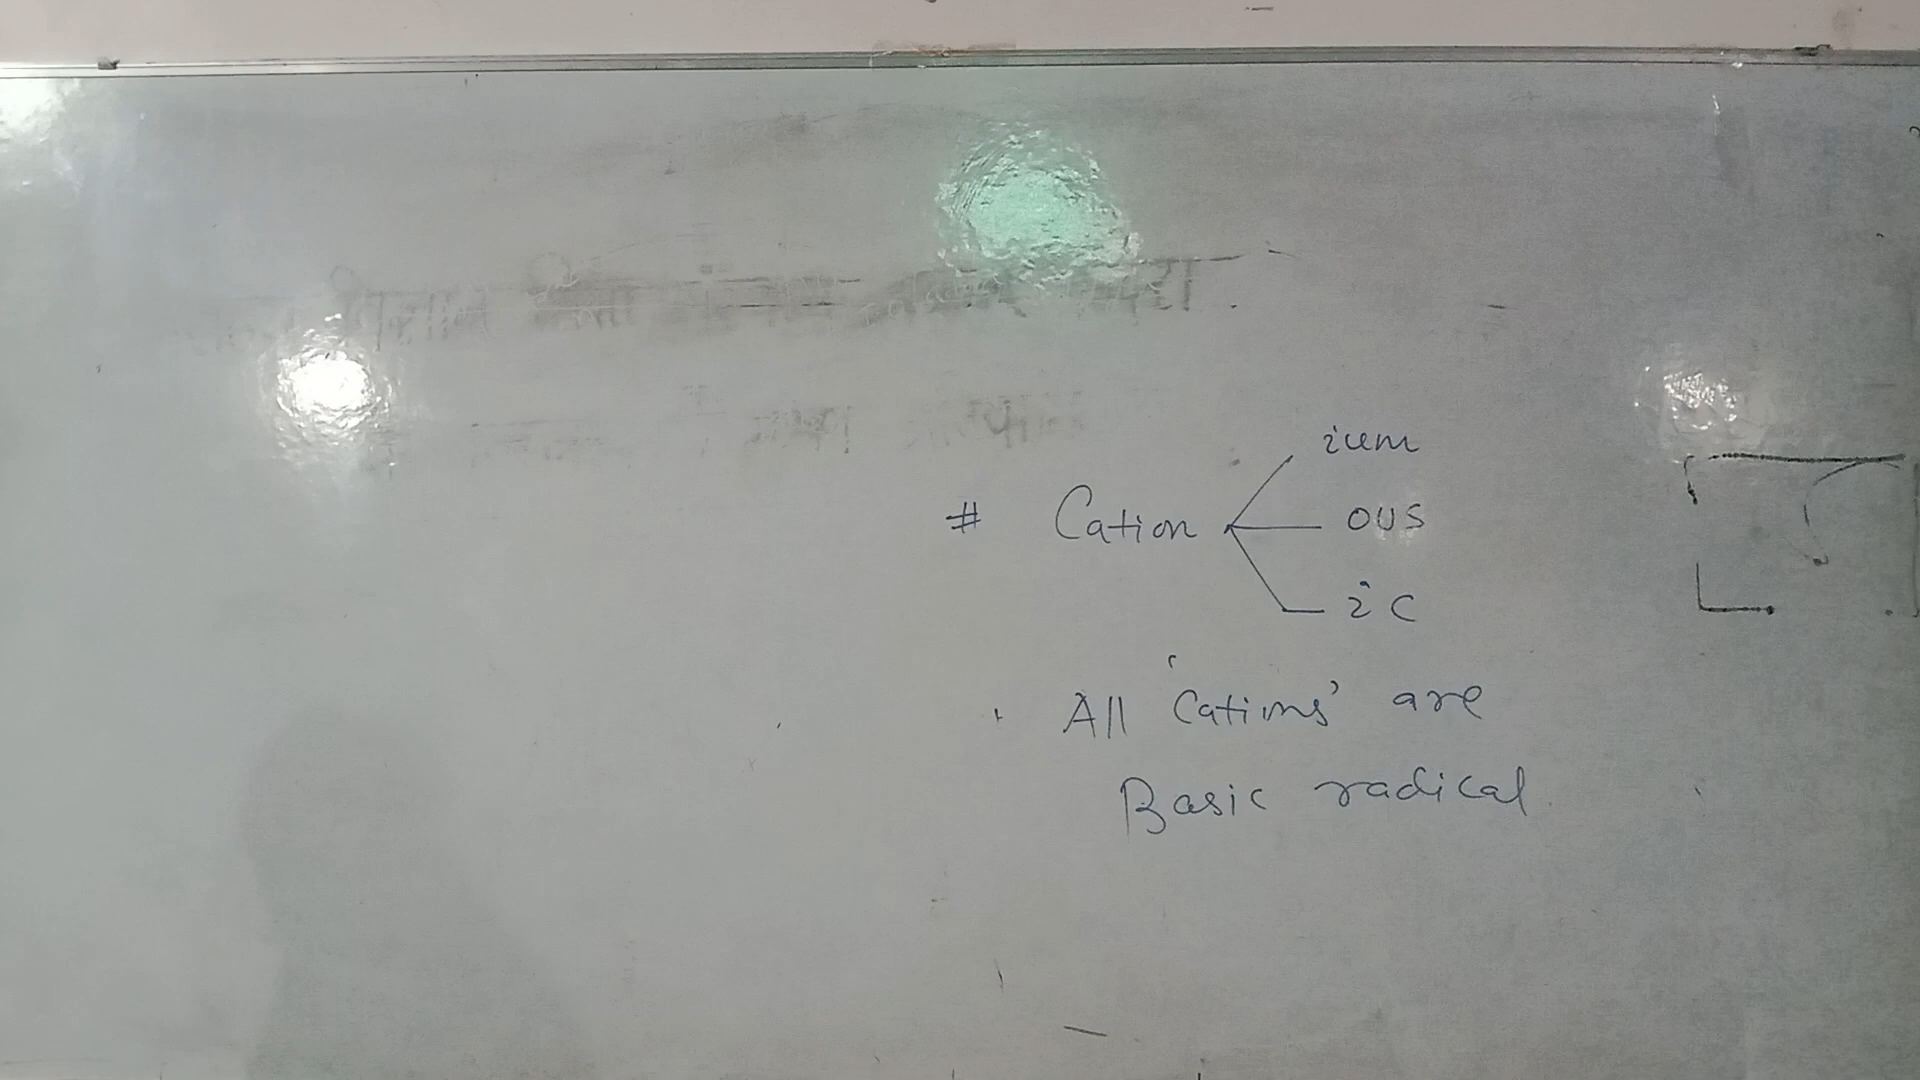 ium
# Cation ous
ic
All 'Cations' are
Basic radical